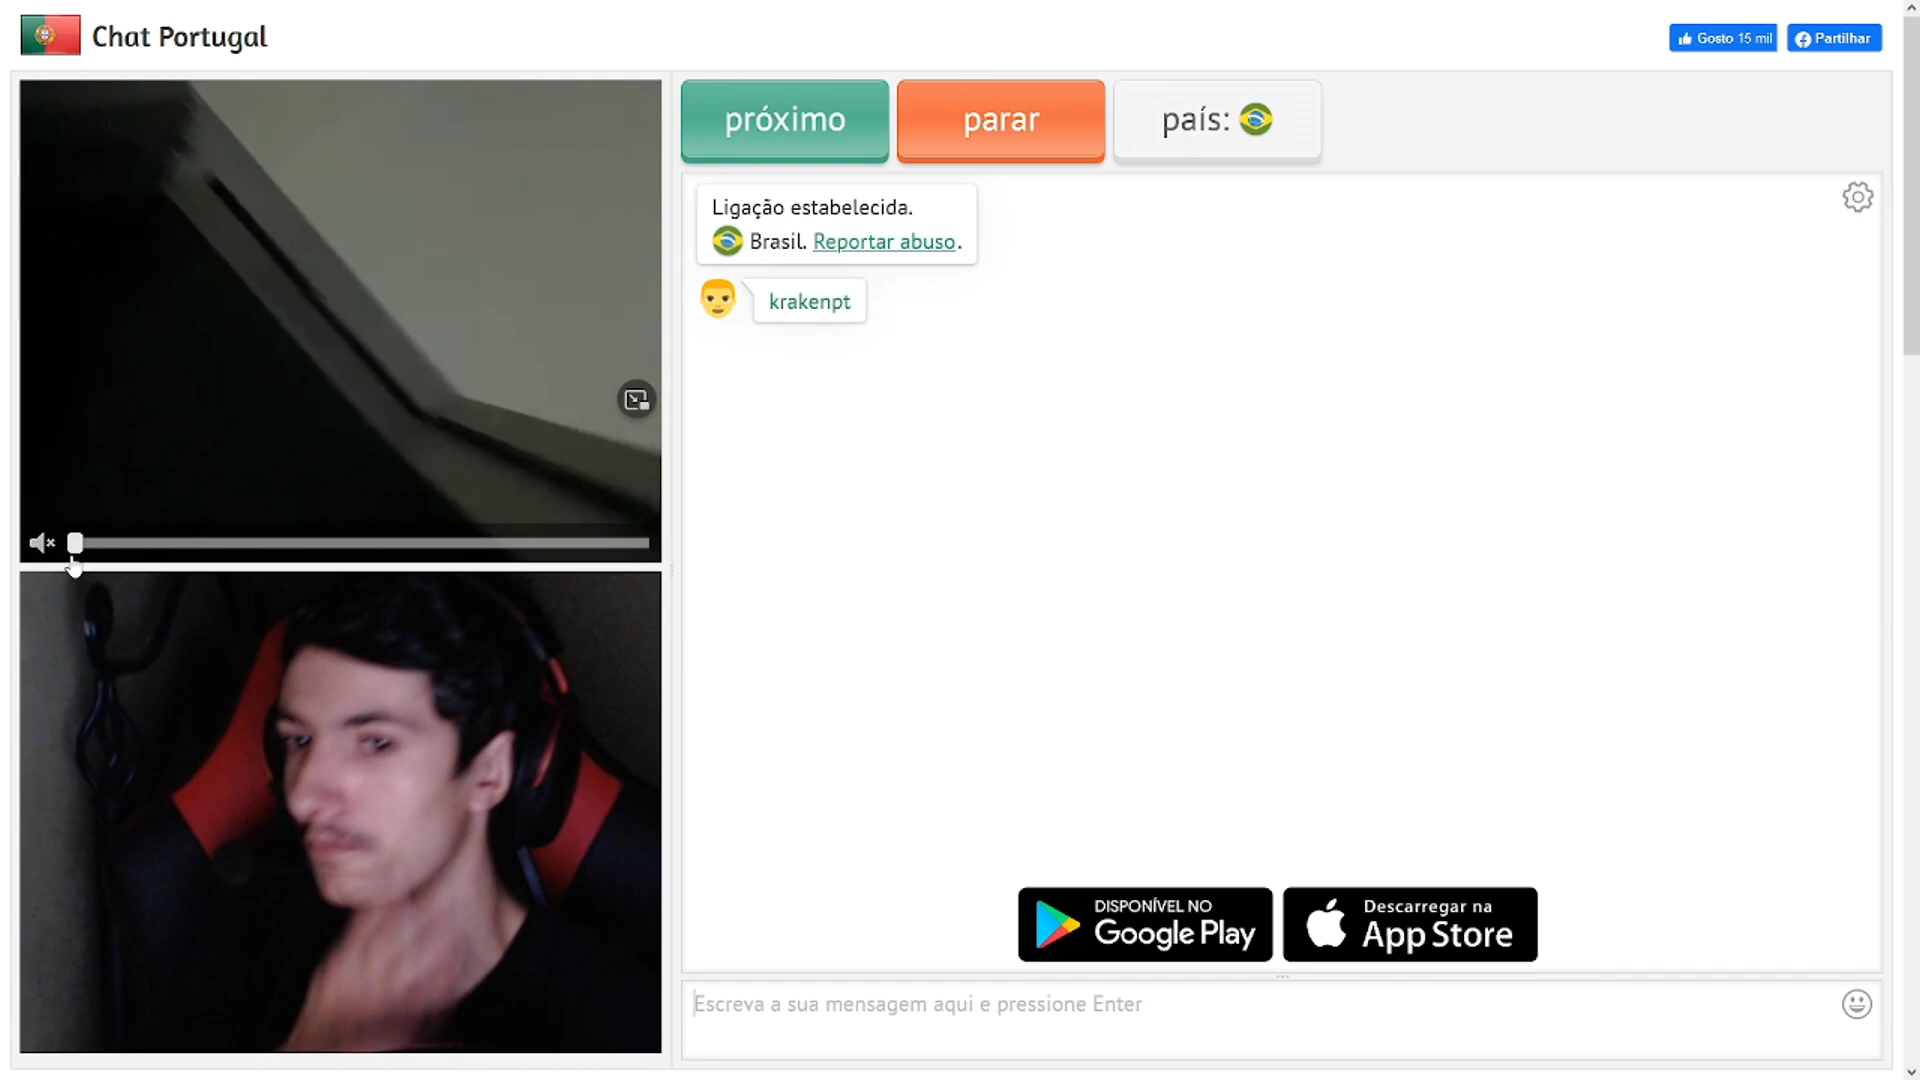 Chat Portugal
Gosto 15 mil
Partilhar
próximo
parar
país:
Ligação estabelecida.
Brasil. Reportar abuso.
krakenpt
DISPONÍVEL NO
Google Play
Descarregar na
App Store
Escreva a sua mensagem aqui e pressione Enter